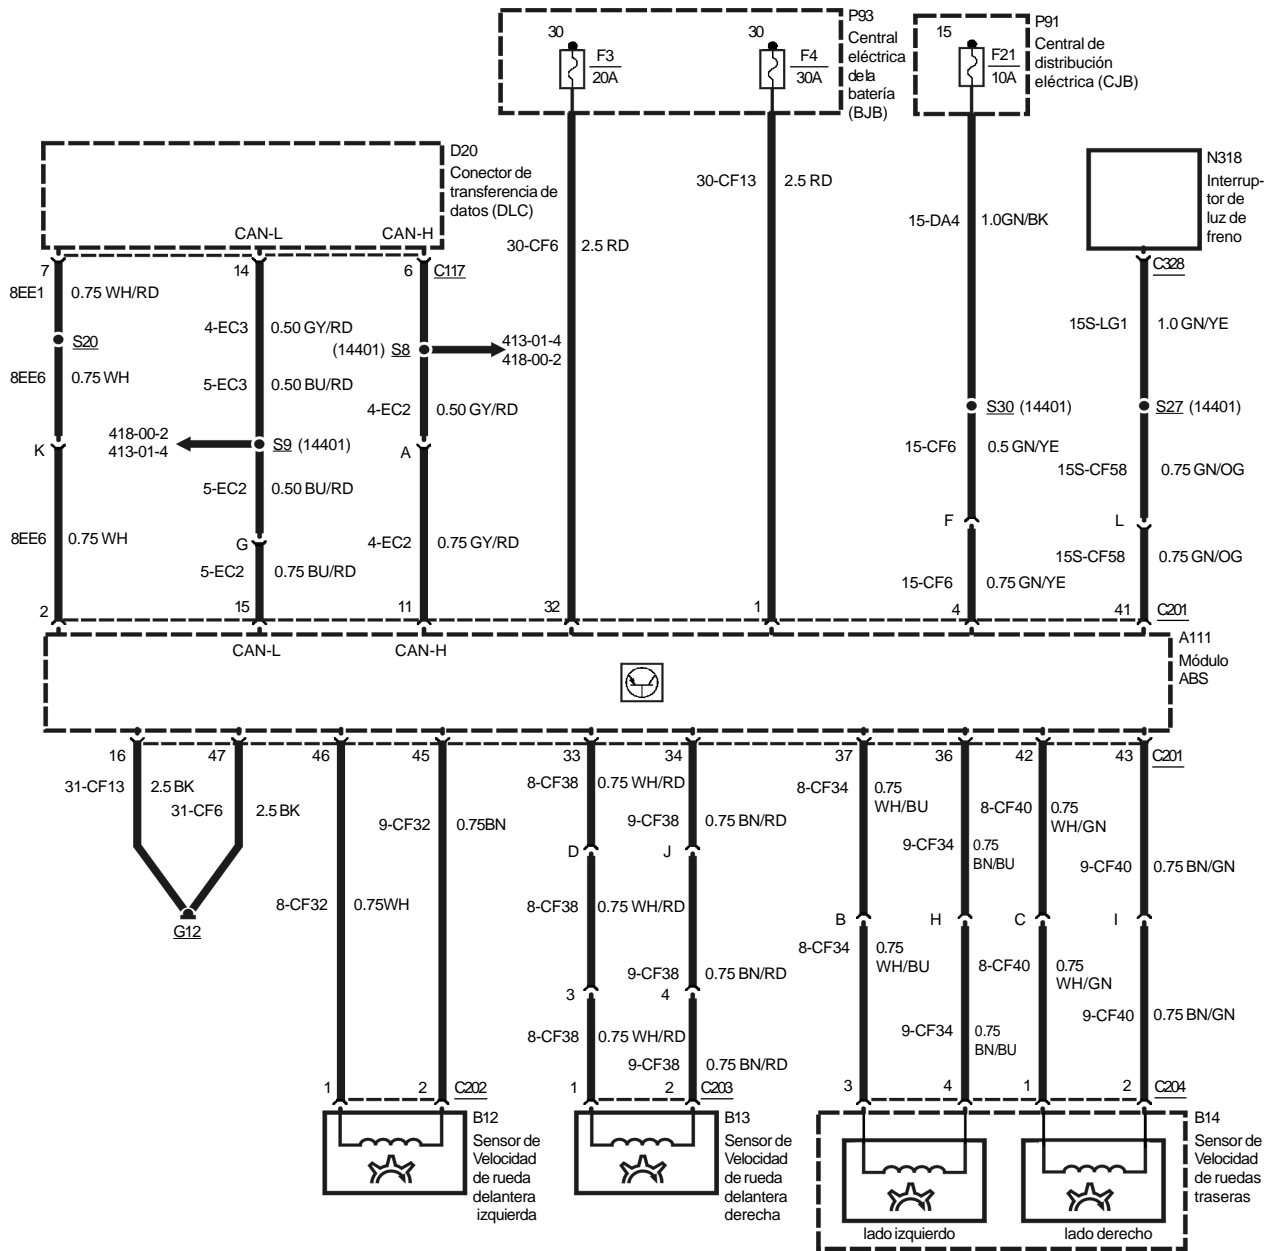 P93
Central
eléctrica
dela
batería
(BJB)
30
F3
20A
30
F4
30A
P91
Central de
distribución
eléctrica (CJB)
15
F21
10A
D20
Conector de
transferencia de
datos (DLC)
CAN-L
CAN-H
N318
Interrup-
tor de
luz de
freno
30-CF13
2.5 RD
15-DA4
1.0GN/BK
30-CF6
2.5 RD
7
14
6
C117
C328
8EE1
0.75 WH/RD
4-EC3
0.50 GY/RD
15S-LG1
1.0 GN/YE
S20
(14401) S8
413-01-4
418-00-2
8EE6
0.75 WH
5-EC3
0.50 BU/RD
4-EC2
0.50 GY/RD
S30 (14401)
S27 (14401)
418-00-2
413-01-4
S9 (14401)
K
A
15-CF6
0.5 GN/YE
15S-CF58
0.75 GN/OG
5-EC2
0.50 BU/RD
F
L
8EE6
0.75 WH
G
4-EC2
0.75 GY/RD
15S-CF58
0.75 GN/OG
5-EC2
0.75 BU/RD
15-CF6
0.75 GN/YE
2
15
11
32
1
4
41
C201
CAN-L
CAN-H
A111
Módulo
ABS
16
47
46
45
33
34
37
36
42
43
C201
31-CF13
2.5 BK
31-CF6
2.5 BK
9-CF32
0.75BN
8-CF38
0.75 WH/RD
9-CF38
0.75 BN/RD
8-CF34
0.75
WH/BU
9-CF34
0.75
BN/BU
8-CF40
0.75
WH/GN
9-CF40
0.75 BN/GN
D
J
8-CF32
0.75WH
8-CF38
0.75 WH/RD
G12
B
H
C
I
8-CF34
0.75
WH/BU
8-CF40
0.75
WH/GN
9-CF38
0.75 BN/RD
3
4
9-CF40
0.75 BN/GN
8-CF38
0.75 WH/RD
9-CF34
0.75
BN/BU
9-CF38
0.75 BN/RD
1
2
C202
1
2
C203
3
4
1
2
C204
B12
Sensor de
Velocidad
de rueda
delantera
izquierda
B13
Sensor de
Velocidad
de rueda
delantera
derecha
B14
Sensor de
Velocidad
de ruedas
traseras
lado izquierdo
lado derecho